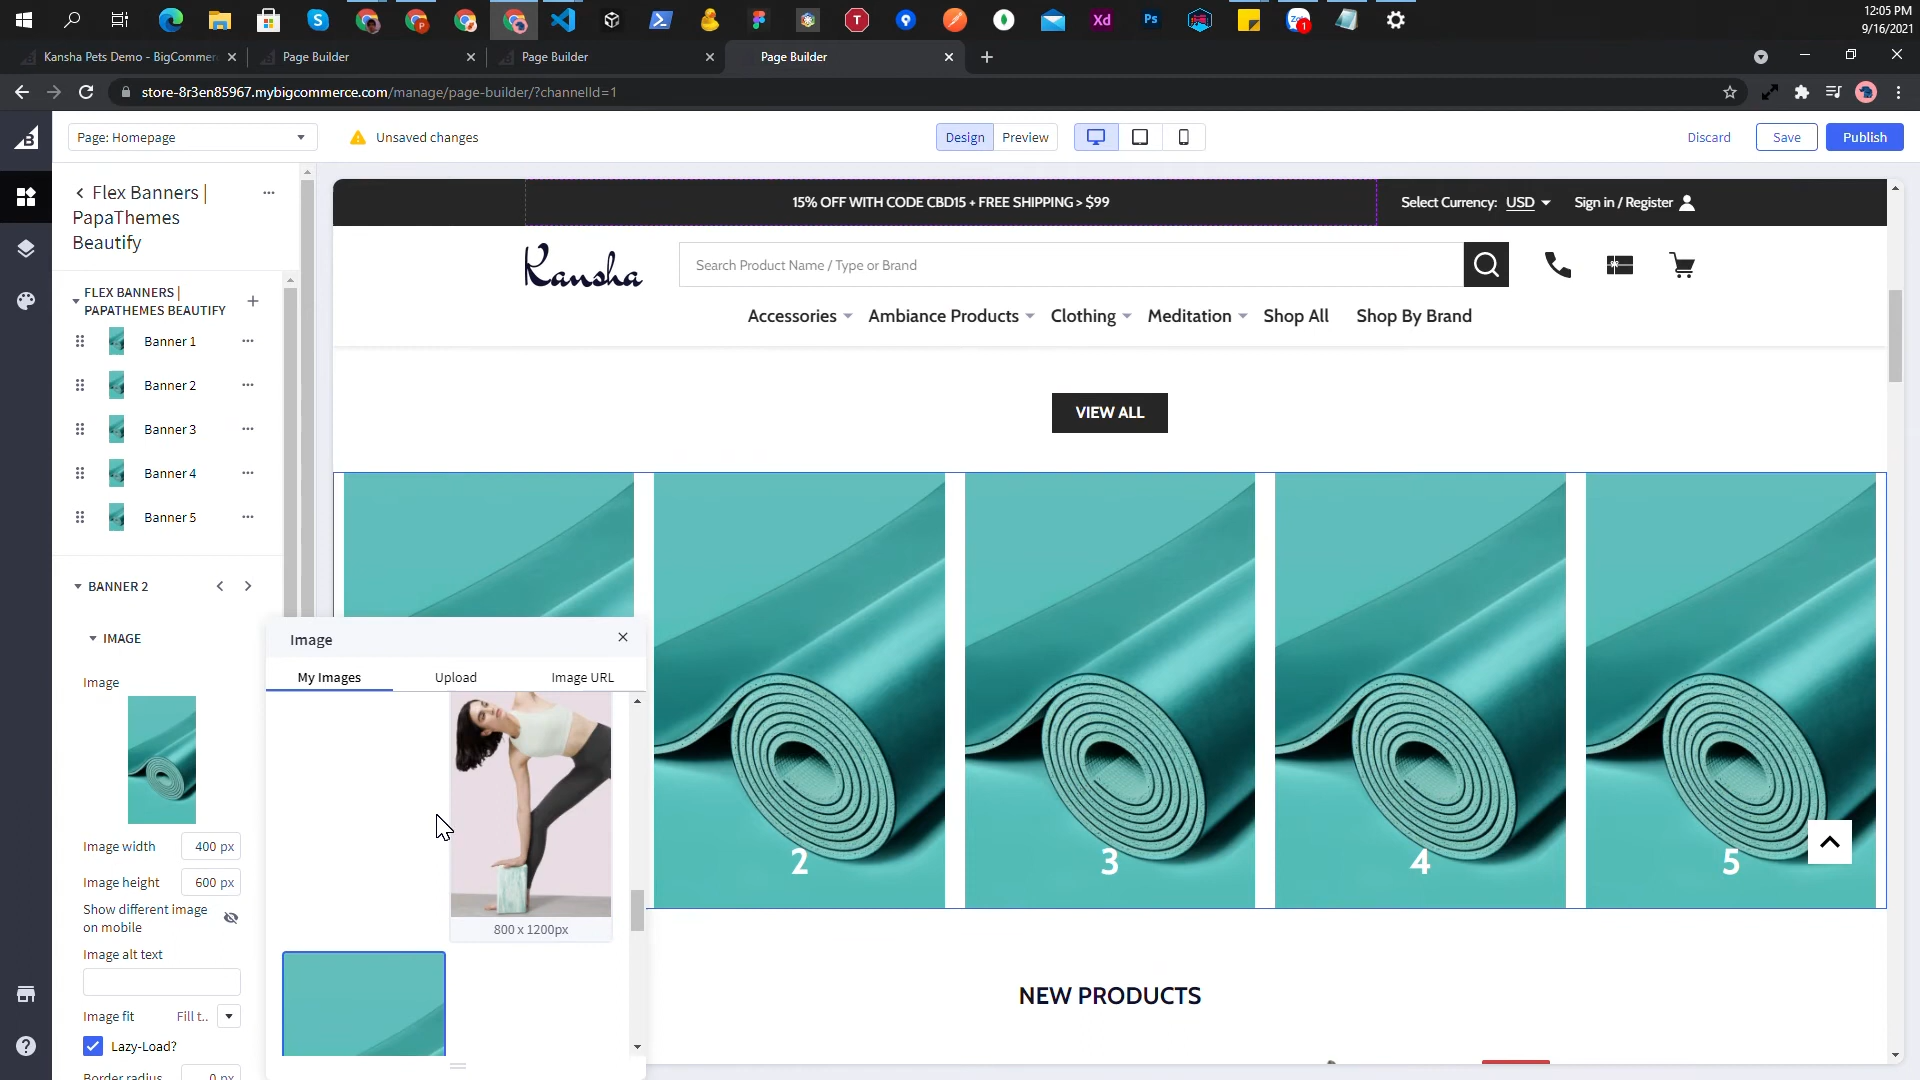 12:05 PM
9/16/2021
Kansha Pets Demo - BigCommer
Page Builder
Page Builder
Page Builder
store-8r3en85967.mybigcommerce.com/manage/page-builder/?channelId=1
Page: Homepage
Unsaved changes
Design
Preview
Discard
Save
Publish
Flex Banners |
PapaThemes
Beautify
FLEX BANNERS |
PAPATHEMES BEAUTIFY
Banner 1
Banner 2
Banner 3
Banner 4
Banner 5
BANNER 2
IMAGE
Image
Image width
400 px
Image height
600 px
Show different image
on mobile
Image alt text
Image fit
Fill t..
Lazy-Load?
Border radius
0 px
Image
My Images
Upload
Image URL
800 x 1200px
15% OFF WITH CODE CBD15 + FREE SHIPPING > $99
Select Currency: USD
Sign in / Register
Kansha
Search Product Name / Type or Brand
Accessories
Ambiance Products
Clothing
Meditation
Shop All
Shop By Brand
VIEW ALL
2
3
4
5
NEW PRODUCTS